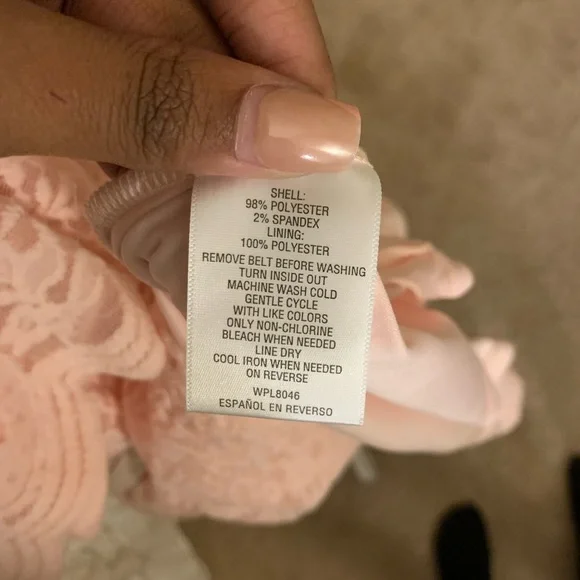 SHELL:
98% POLYESTER
2% SPANDEX
LINING:
100% POLYESTER
REMOVE BELT BEFORE WASHING
TURN INSIDE OUT
MACHINE WASH COLD
GENTLE CYCLE
WITH LIKE COLORS
ONLY NON-CHLORINE
BLEACH WHEN NEEDED
LINE DRY
COOL IRON WHEN NEEDED
ON REVERSE
WPL8046
ESPAÑOL EN REVERSO